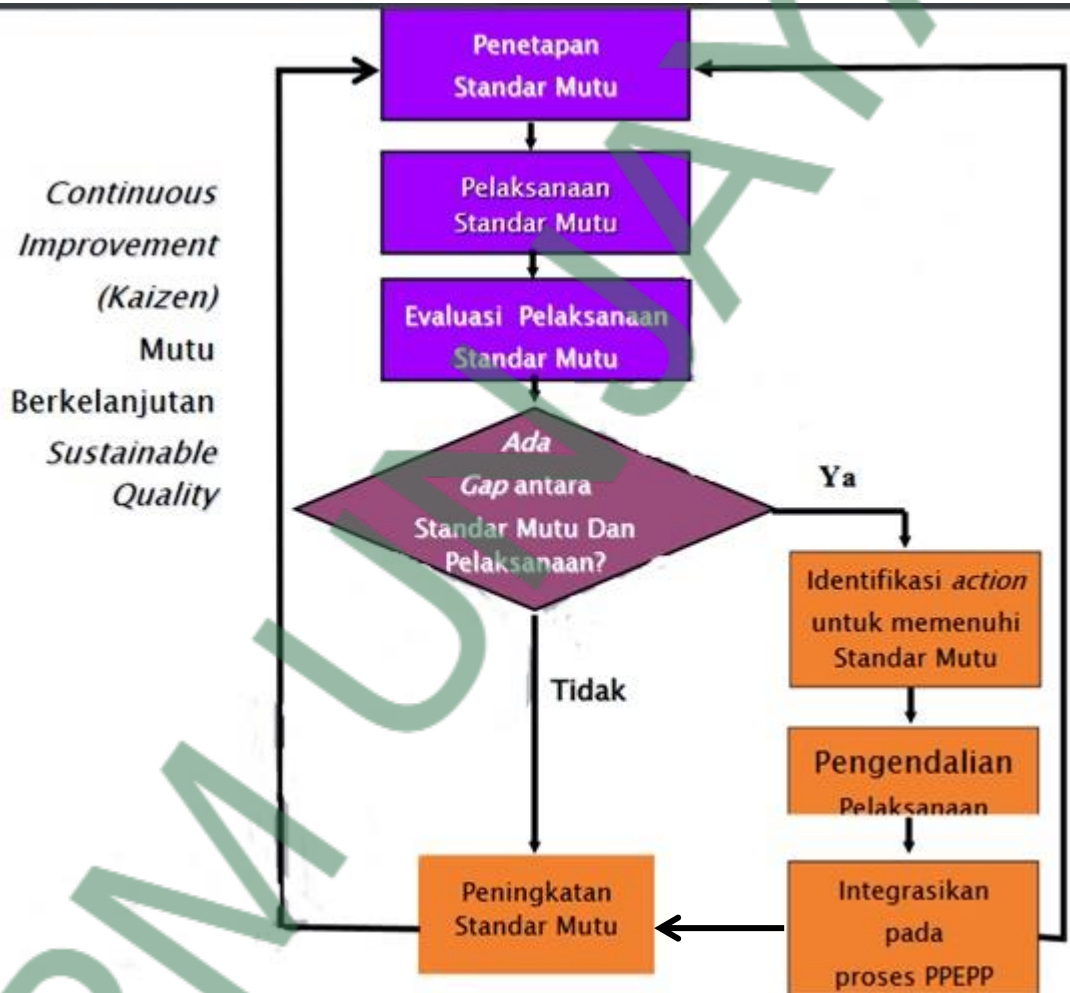 Penetapan
Standar Mutu
Pelaksanaan
Standar Mutu
Evaluasi Pelaksanaan
Standar Mutu
Continuous
Improvement
(Kaizen)
Mutu
Berkelanjutan
Sustainable
Quality
Ada
Gap antara
Standar Mutu Dan
Pelaksanaan?
Ya
Identifikasi action
untuk memenuhi
Standar Mutu
Tidak
Pengendalian
Pelaksanaan
Peningkatan
Standar Mutu
Integrasikan
pada
proses PPEPP
PM UNJAY